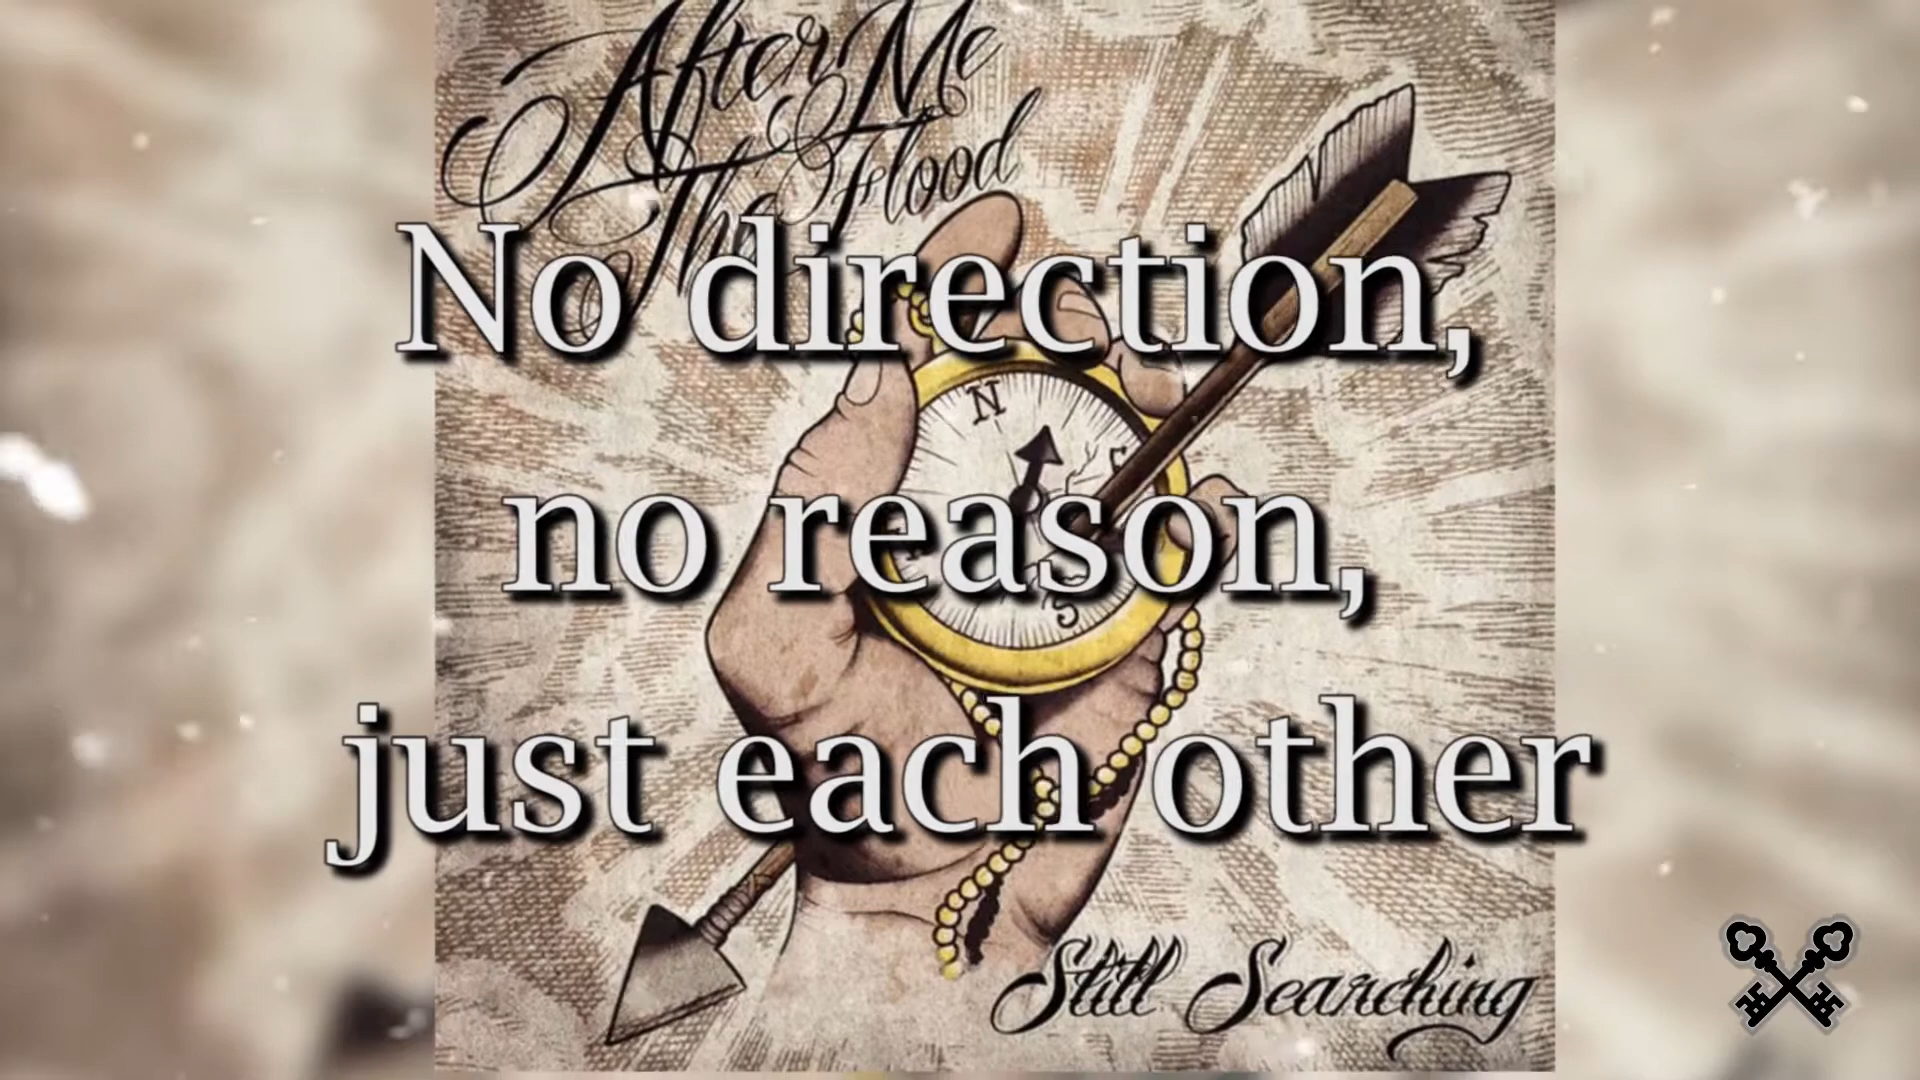 After Me
The Flood
No direction,
N
no reason,
S
just each other
Still Searching